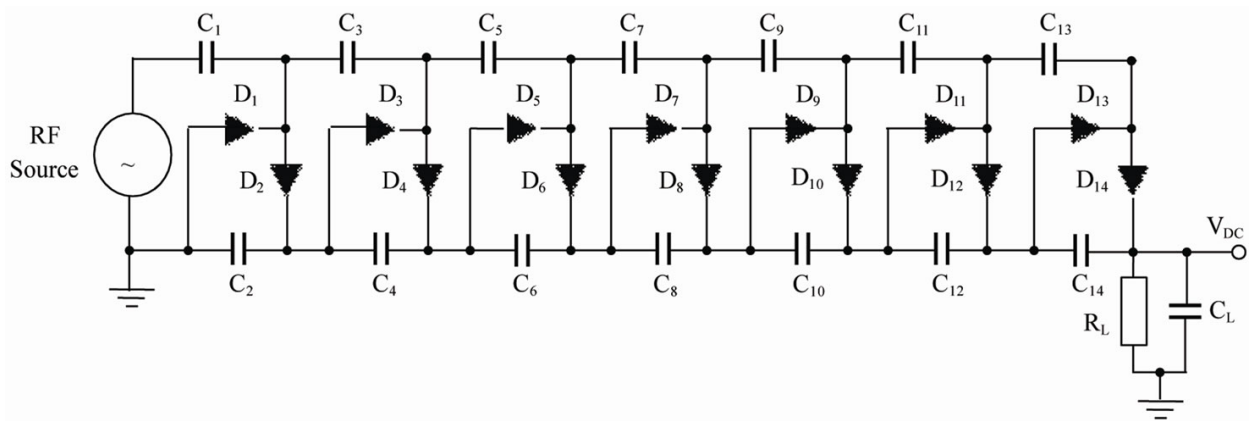 C1 C3 C5 C7 C9 C11 C13
D1 D3 D5 D7 D9 D11 D13
RF
Source
~
D2 D4 D6 D8 D10 D12 D14
VDC
C2 C4 C6 C8 C10 C12 C14
RL CL